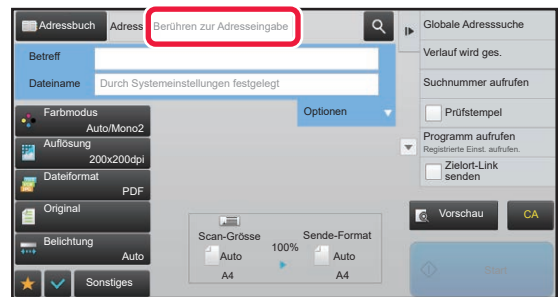 Adressbuch
Adress
Berühren zur Adresseingabe
Betreff
Dateiname
Durch Systemeinstellungen festgelegt
Optionen
Farbmodus
Auto/Mono2
Auflösung
200x200dpi
Dateiformat
PDF
Original
Belichtung
Auto
Sonstiges
Scan-Grösse
Auto
A4
100%
Sende-Format
Auto
A4
Globale Adresssuche
Verlauf wird ges.
Suchnummer aufrufen
Prüfstempel
Programm aufrufen
Registrierte Einst. aufrufen.
Zielort-Link
senden
Vorschau
CA
Start